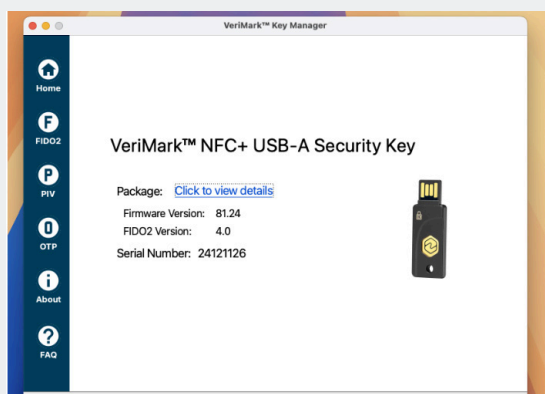 VeriMark™ Key Manager
Home
FIDO2
PIV
OTP
About
FAQ
VeriMark™ NFC+ USB-A Security Key
Package: Click to view details
Firmware Version: 81.24
FIDO2 Version: 4.0
Serial Number: 24121126